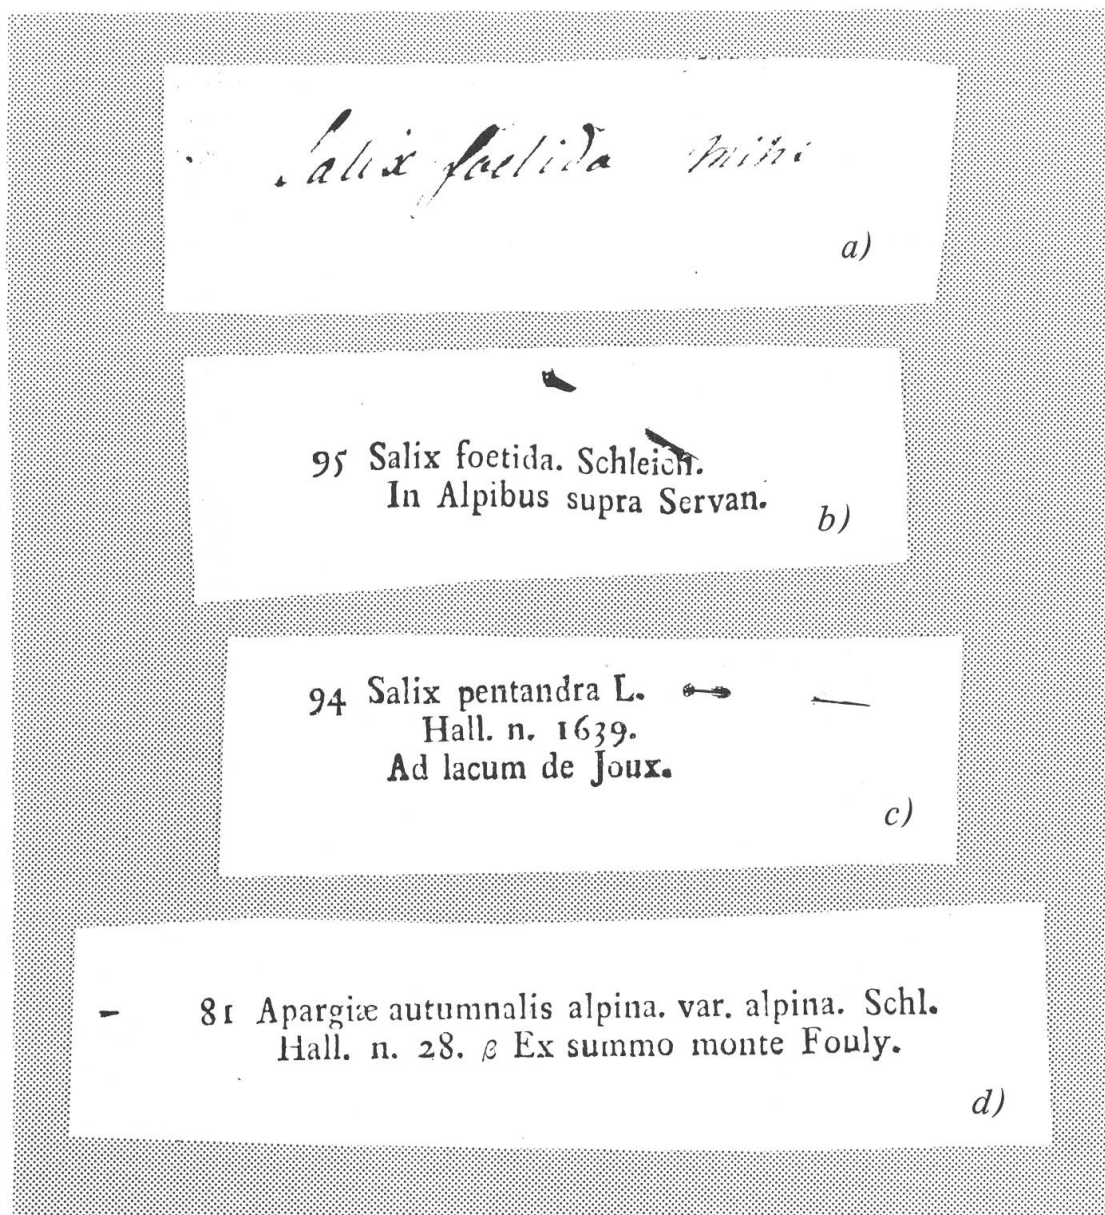 Salix foetida mihi
a)
95 Salix foetida. Schleich.
In Alpibus supra Servan.
b)
94 Salix pentandra L.
Hall. n. 1639.
Ad lacum de Joux.
c)
81 Apargiæ autumnalis alpina. var. alpina. Schl.
Hall. n. 28. β Ex summo monte Fouly.
d)